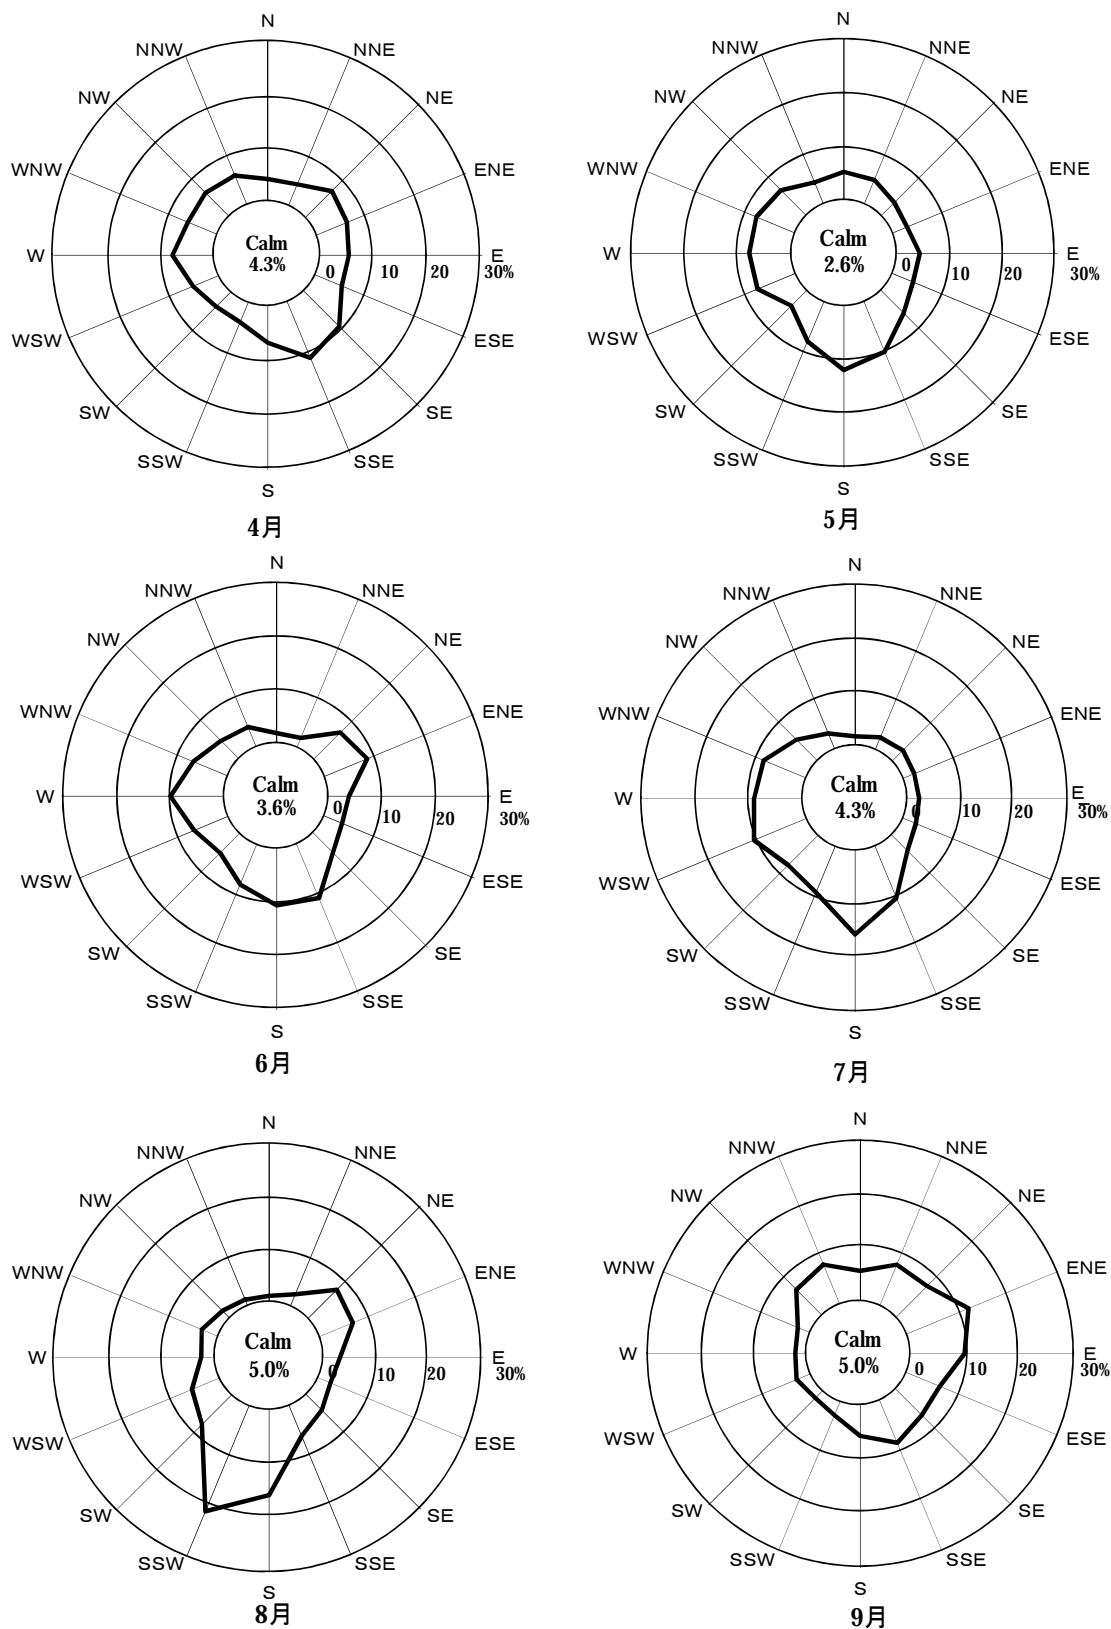 N
NNW NNE
NW NE
WNW ENE
Calm
4.3%
W E
0 10 20 30%
WSW ESE
SW SE
SSW SSE
S
4月
N
NNW NNE
NW NE
WNW ENE
Calm
2.6%
W E
0 10 20 30%
WSW ESE
SW SE
SSW SSE
S
5月
N
NNW NNE
NW NE
WNW ENE
Calm
3.6%
W E
0 10 20 30%
WSW ESE
SW SE
SSW SSE
S
6月
N
NNW NNE
NW NE
WNW ENE
Calm
4.3%
W E
0 10 20 30%
WSW ESE
SW SE
SSW SSE
S
7月
N
NNW NNE
NW NE
WNW ENE
Calm
5.0%
W E
0 10 20 30%
WSW ESE
SW SE
SSW SSE
S
8月
N
NNW NNE
NW NE
WNW ENE
Calm
5.0%
W E
0 10 20 30%
WSW ESE
SW SE
SSW SSE
S
9月